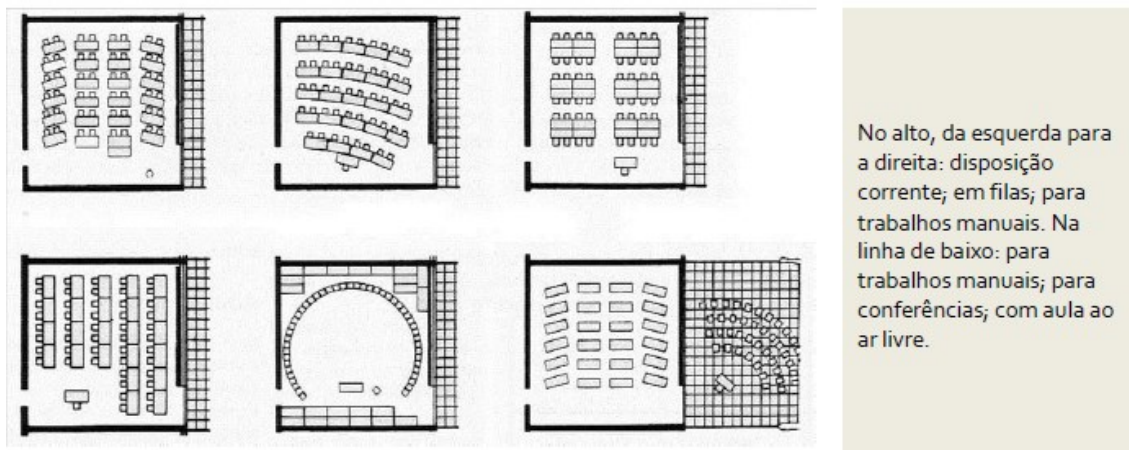 No alto, da esquerda para
a direita: disposição
corrente; em filas; para
trabalhos manuais. Na
linha de baixo: para
trabalhos manuais; para
conferências; com aula ao
ar livre.